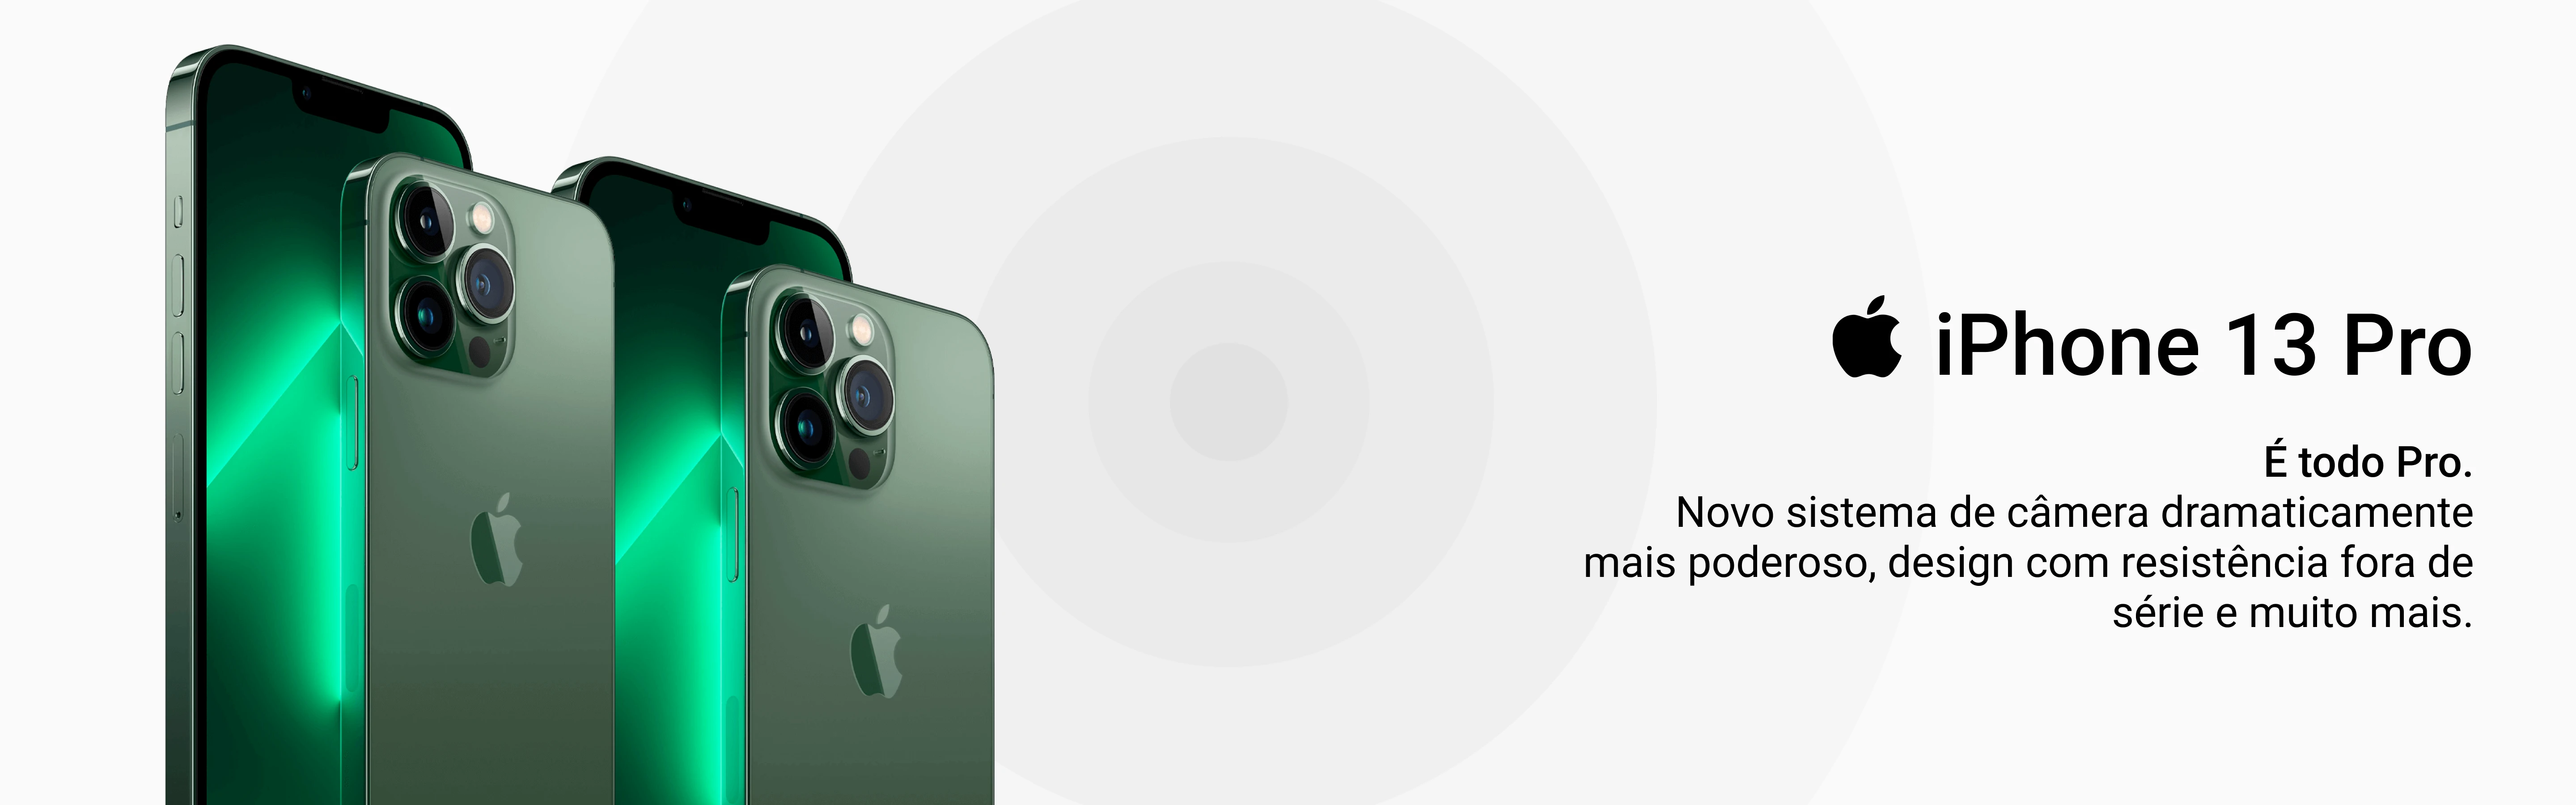 iPhone 13 Pro
É todo Pro.
Novo sistema de câmera dramaticamente
mais poderoso, design com resistência fora de
série e muito mais.